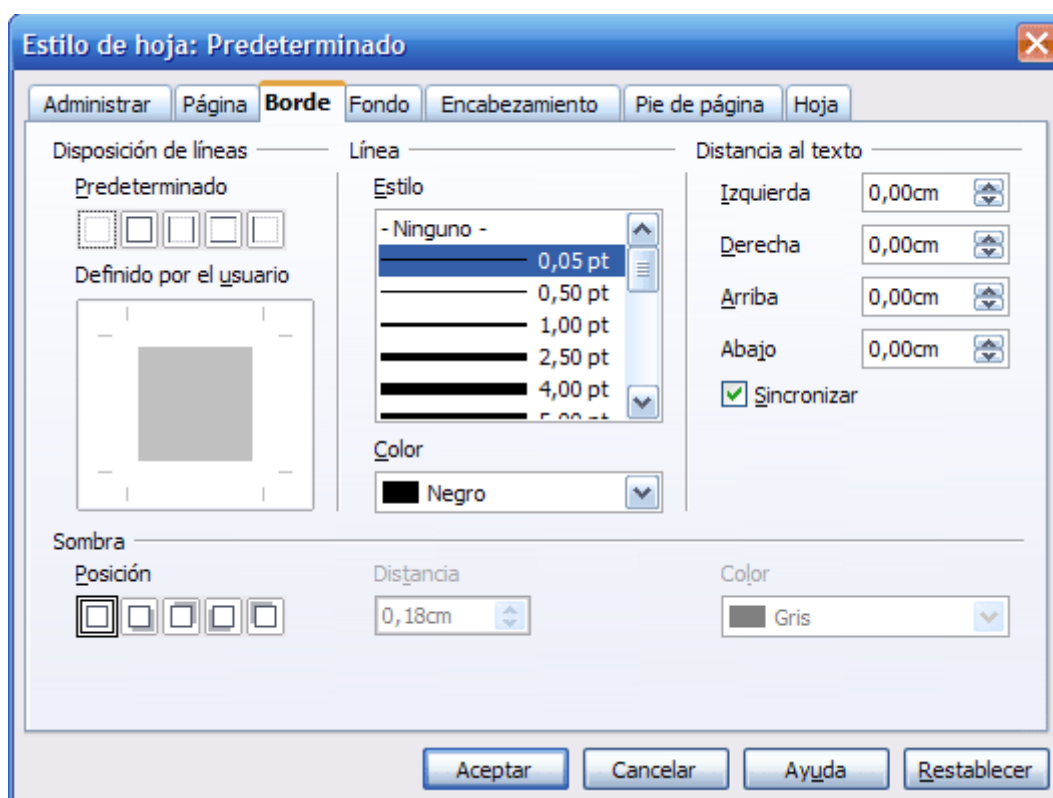 Estilo de hoja: Predeterminado
Administrar Página Borde Fondo Encabezamiento Pie de página Hoja
Disposición de líneas
Predeterminado
Definido por el usuario
Línea
Estilo
- Ninguno -
0,05 pt
0,50 pt
1,00 pt
2,50 pt
4,00 pt
5,00 pt
Color
Negro
Distancia al texto
Izquierda 0,00cm
Derecha 0,00cm
Arriba 0,00cm
Abajo 0,00cm
Sincronizar
Sombra
Posición
Distancia
0,18cm
Color
Gris
Aceptar Cancelar Ayuda Restablecer